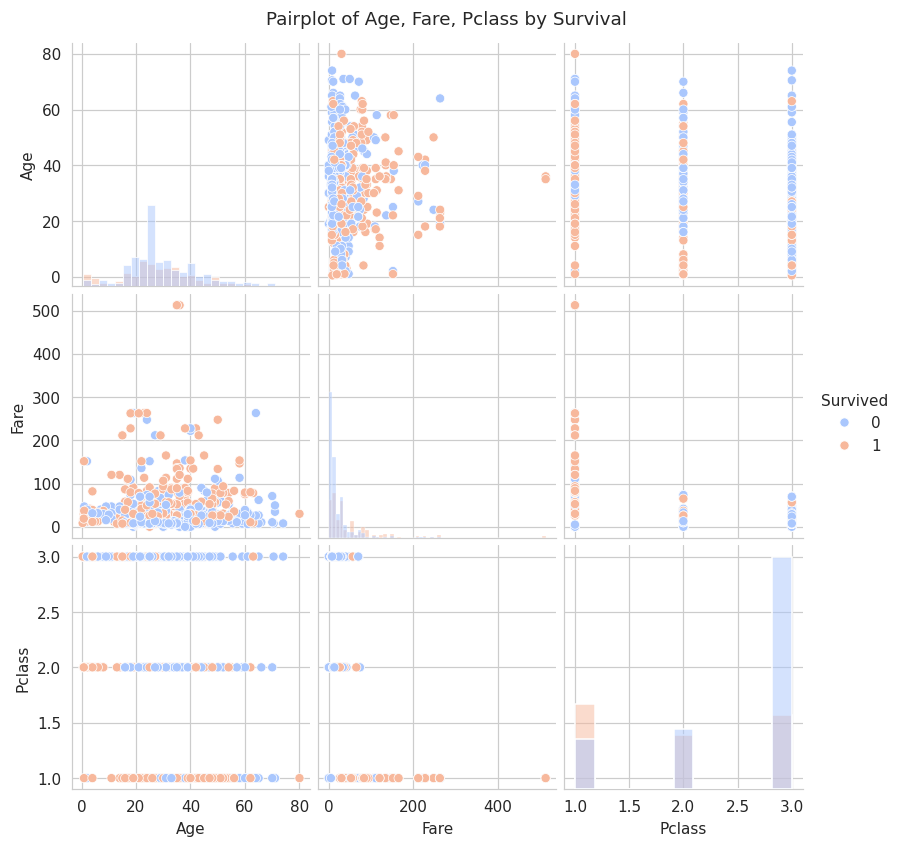 Pairplot of Age, Fare, Pclass by Survival
80
60
40
20
0
Age
500
400
300
200
100
0
Fare
Survived
0
1
3.0
2.5
2.0
1.5
1.0
Pclass
0 20 40 60 80
0 200 400
1.0 1.5 2.0 2.5 3.0
Age
Fare
Pclass